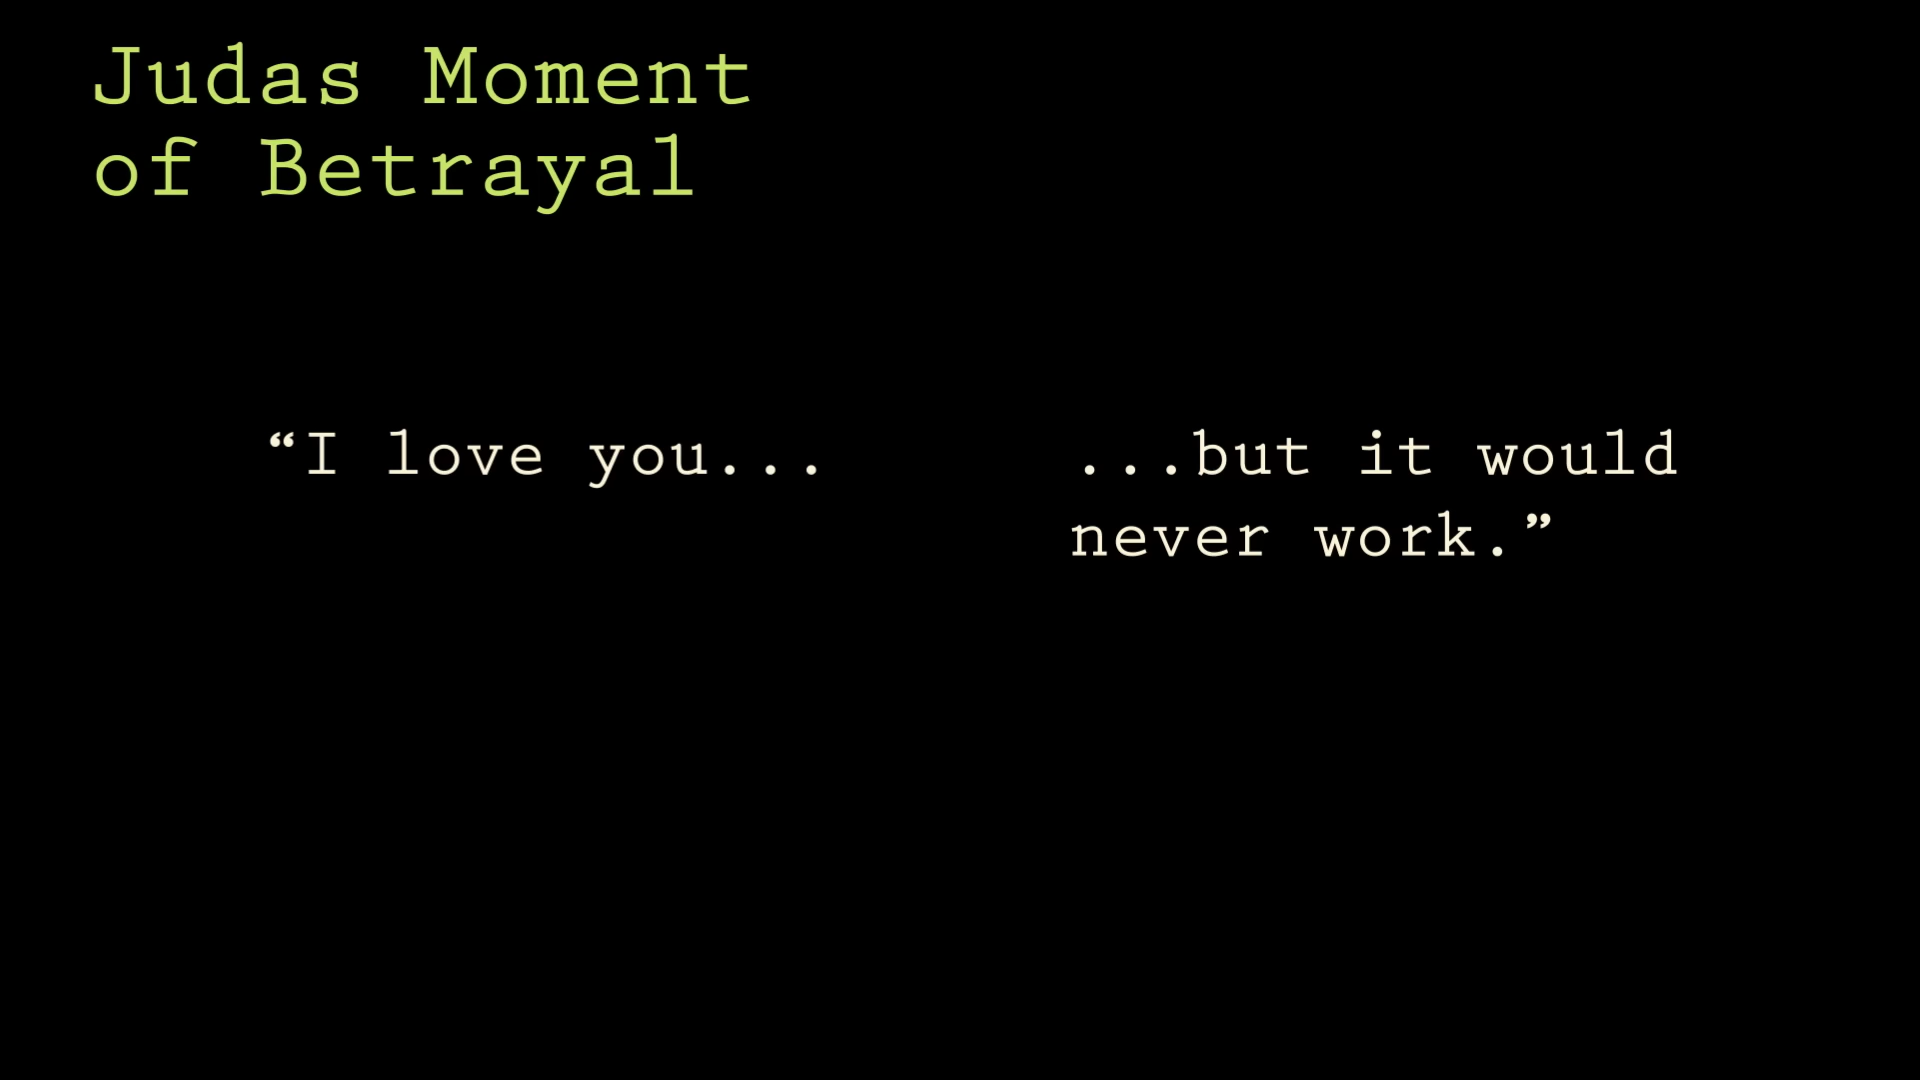 Judas Moment
of Betrayal
“I love you...
...but it would
never work.”